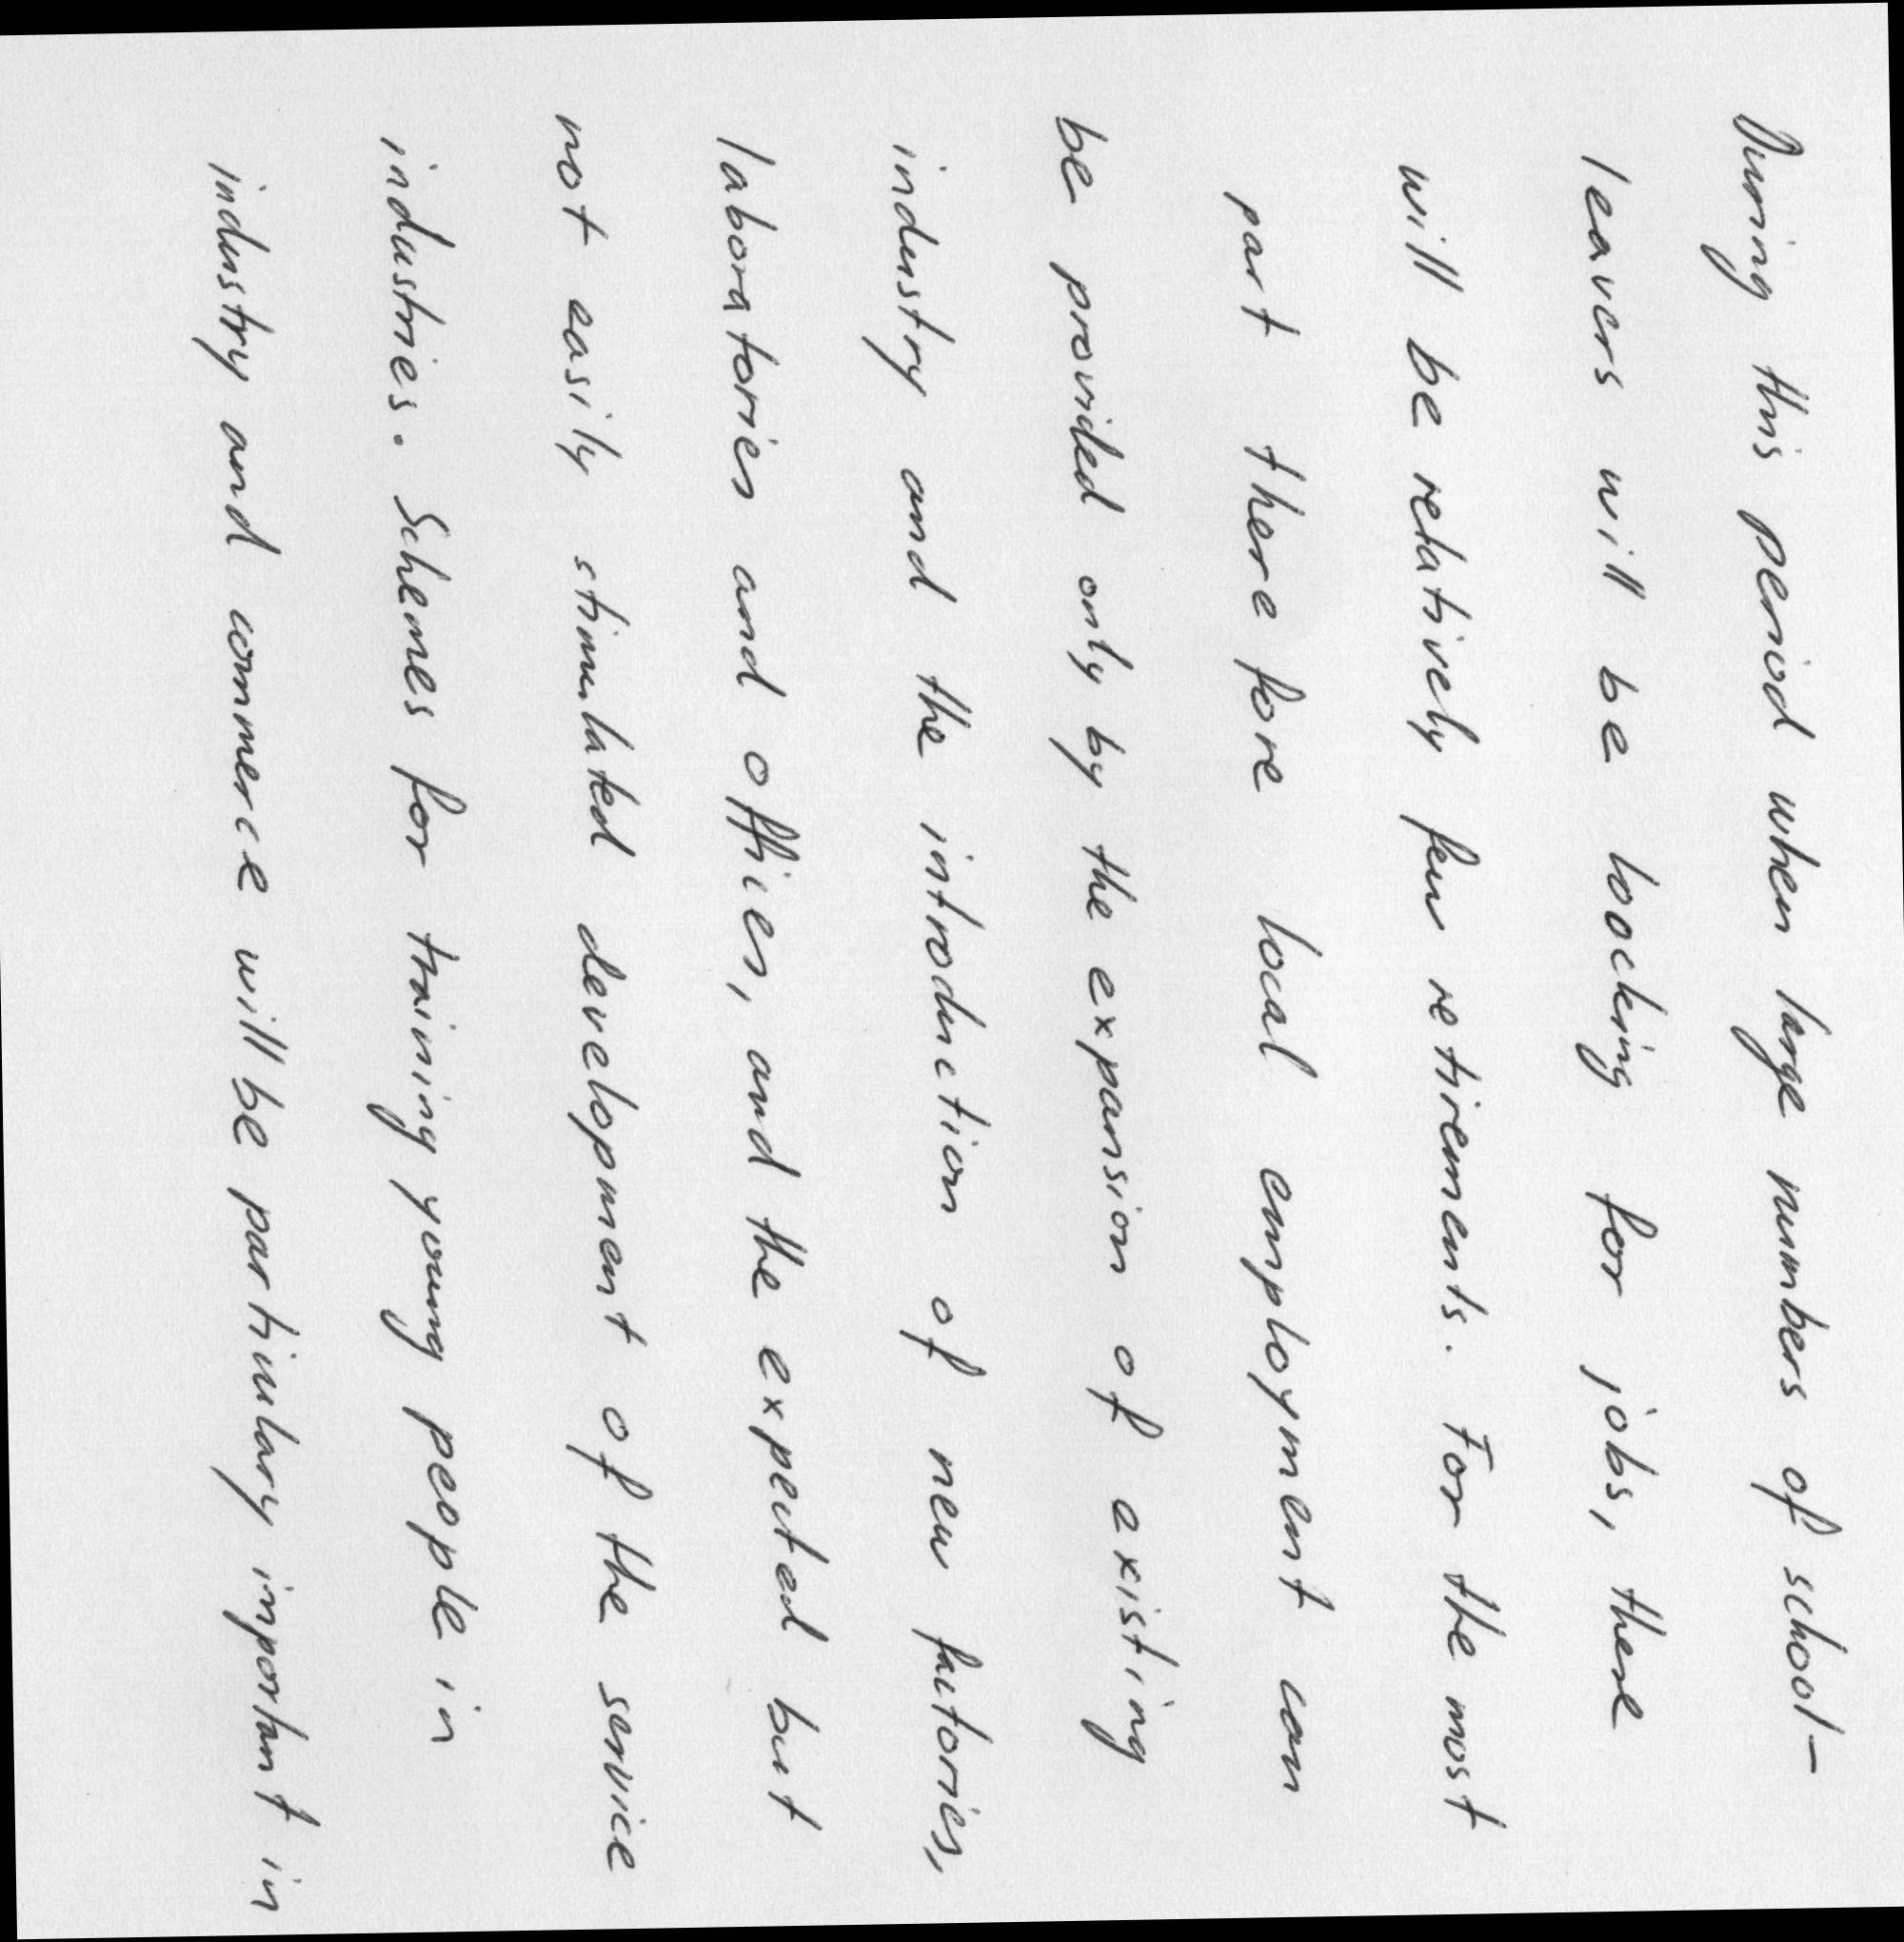 During this period when large numbers of school-
leavers will be loocking for jobs, there
will be relatively few retirements. For the most
part therefore local employment can
be provided only by the expansion of existing
industry and the introduction of new factories,
laboratories and offices, and the expected but
not easily stimulated development of the service
industries. Schemes for training young people in
industry and commerce will be particulary important in